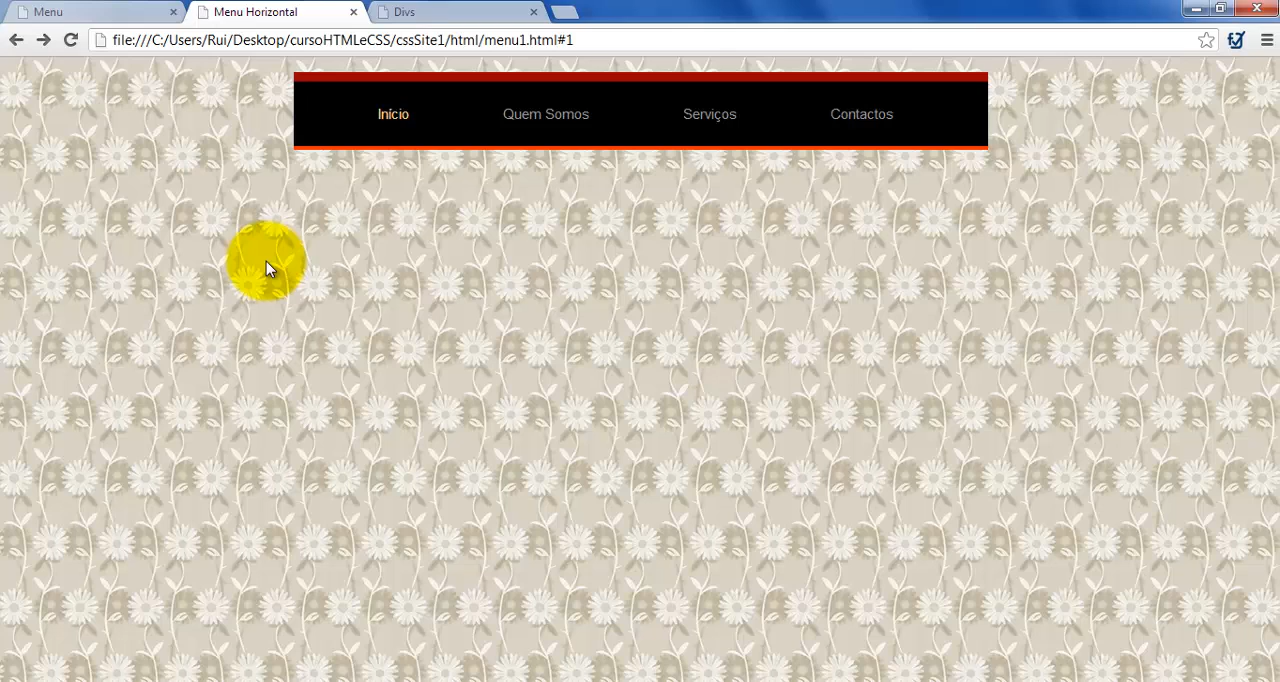 Menu
Menu Horizontal
Divs
file:///C:/Users/Rui/Desktop/cursoHTMLeCSS/cssSite1/html/menu1.html#1
Início Quem Somos Serviços Contactos